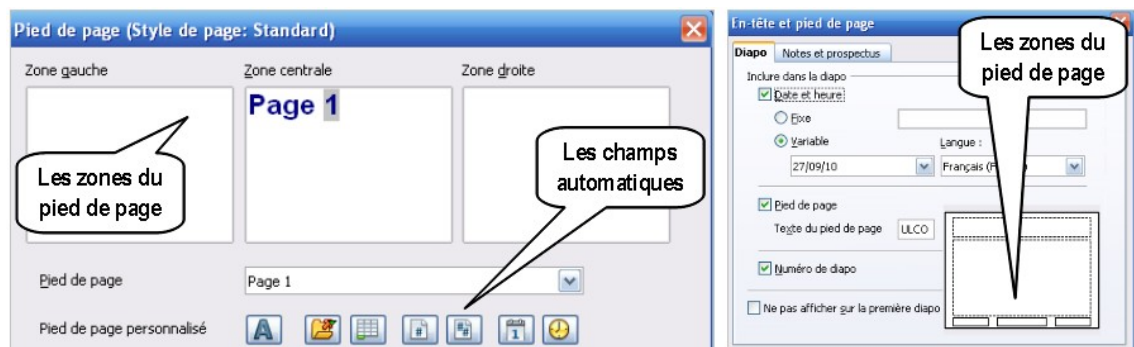 Pied de page (Style de page: Standard)
Zone gauche
Zone centrale
Zone droite
Page 1
Les zones du
pied de page
Les champs
automatiques
Pied de page
Page 1
Pied de page personnalisé
En-tête et pied de page
Diapo
Notes et prospectus
Les zones du
pied de page
Inclure dans la diapo
Date et heure
Fixe
Variable
Langue :
27/09/10
Français (F
Pied de page
Texte du pied de page
ULCO
Numéro de diapo
Ne pas afficher sur la première diapo